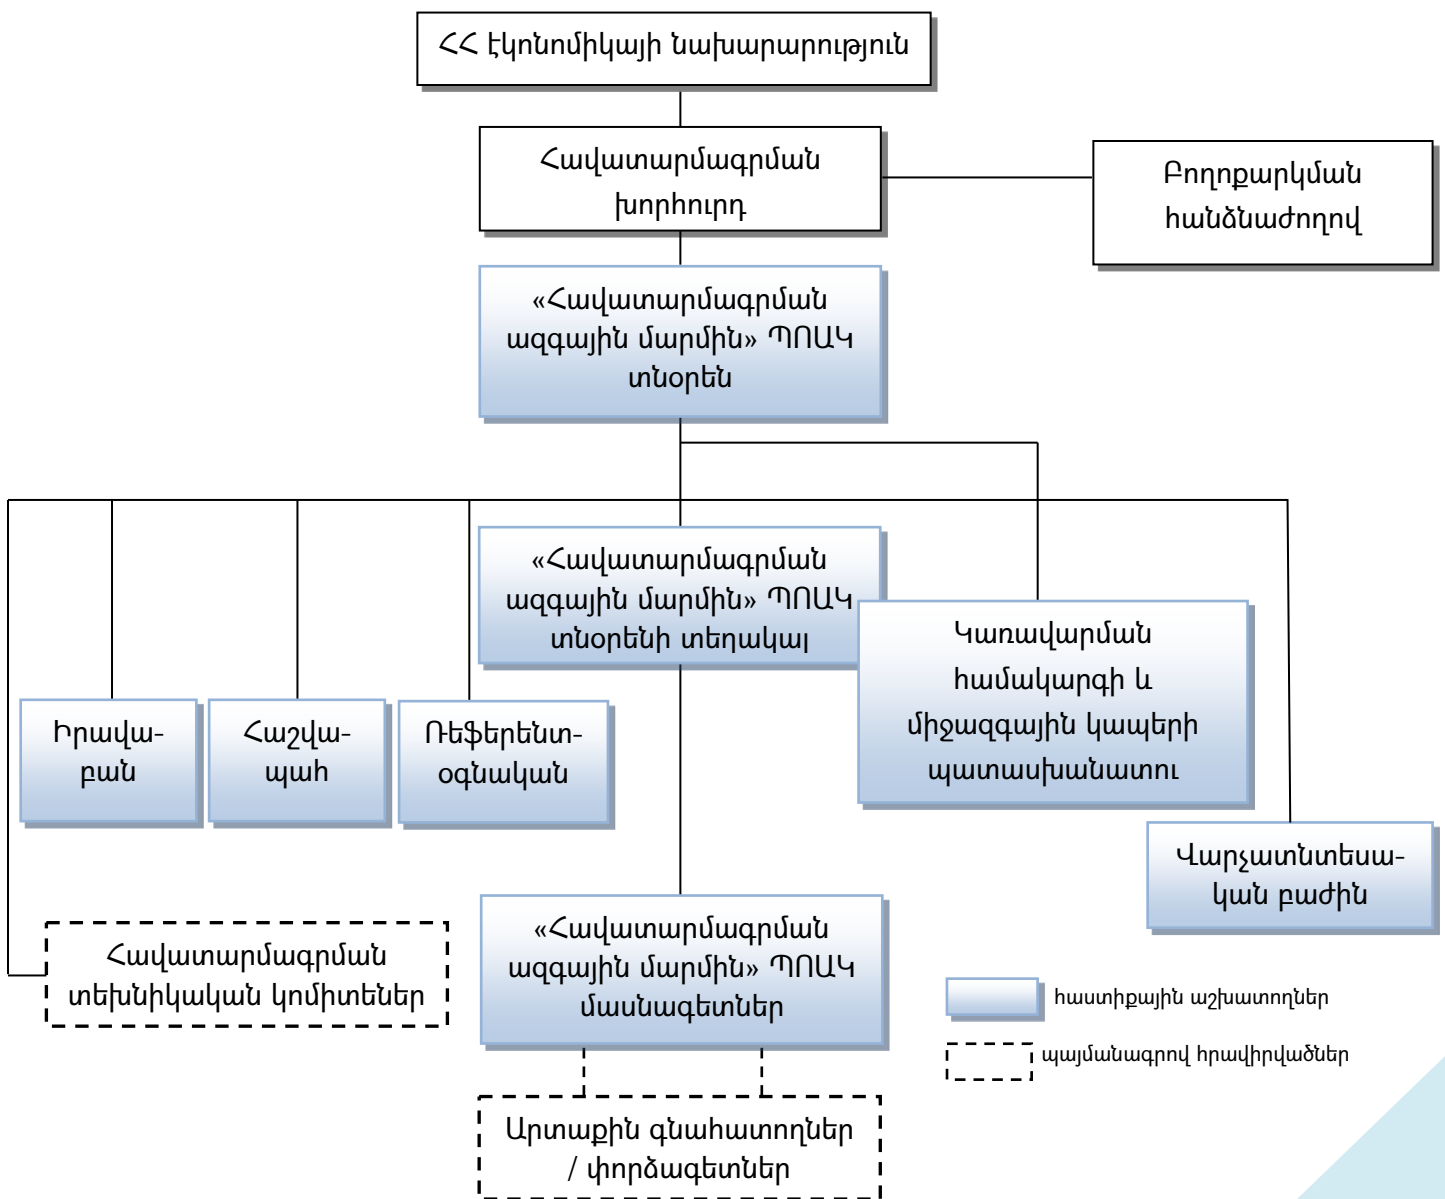 ՀՀ էկոնոմիկայի նախարարություն
Հավատարմագրման
խորհուրդ
Բողոքարկման
հանձնաժողով
«Հավատարմագրման
ազգային մարմին» ՊՈԱԿ
տնօրեն
«Հավատարմագրման
ազգային մարմին» ՊՈԱԿ
տնօրենի տեղակալ
Կառավարման
համակարգի և
միջազգային կապերի
պատասխանատու
Իրավա-
բան
Հաշվա-
պահ
Ռեֆերենտ-
օգնական
Վարչատնտեսա-
կան բաժին
Հավատարմագրման
տեխնիկական կոմիտեներ
«Հավատարմագրման
ազգային մարմին» ՊՈԱԿ
մասնագետներ
հաստիքային աշխատողներ
պայմանագրով հրավիրվածներ
Արտաքին գնահատողներ
/ փորձագետներ